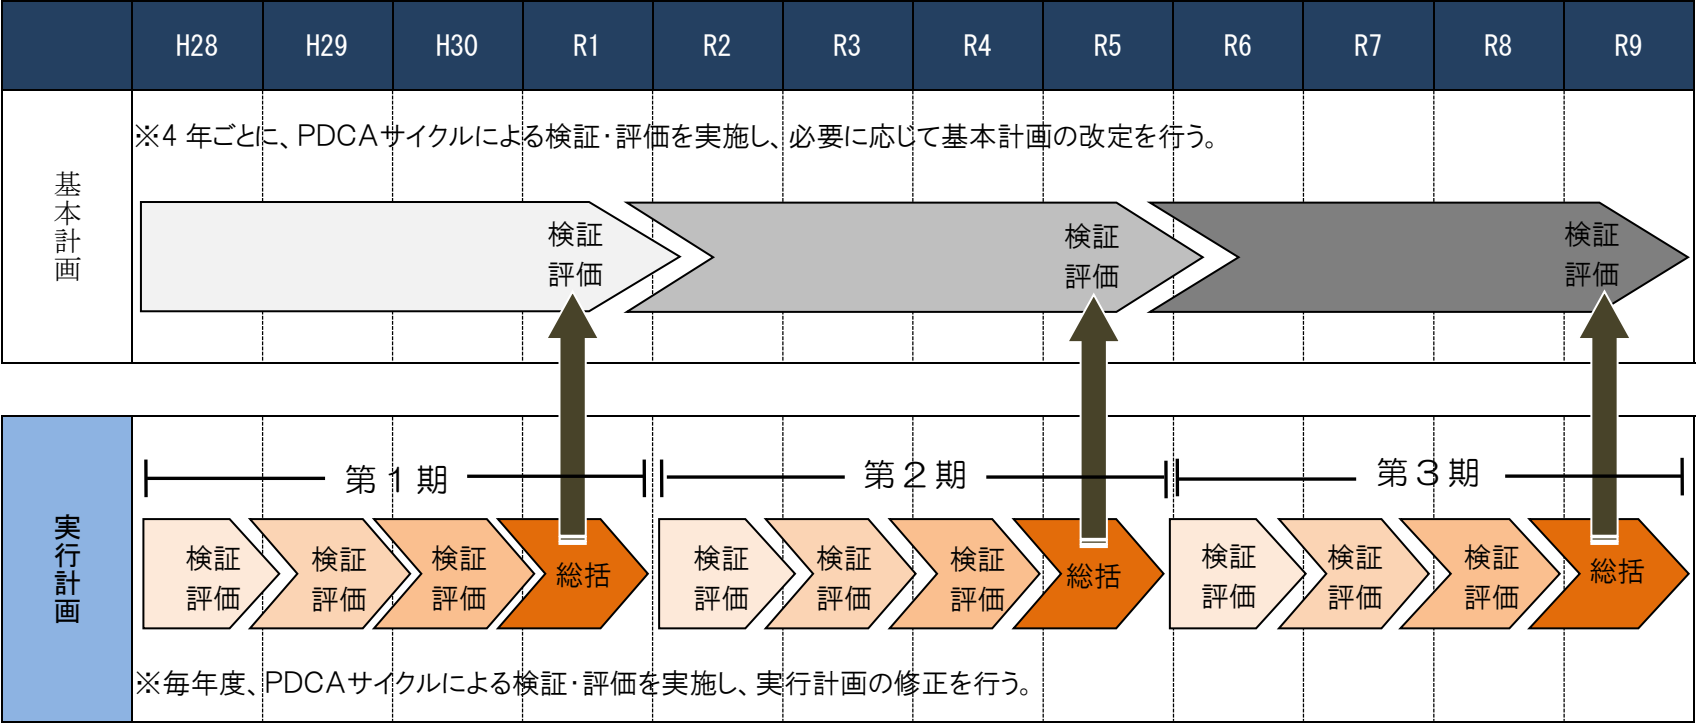 H28 H29 H30 R1 R2 R3 R4 R5 R6 R7 R8 R9
基本計画
※4 年ごとに、PDCAサイクルによる検証・評価を実施し、必要に応じて基本計画の改定を行う。
検証
評価
検証
評価
検証
評価
実行計画
第１期
第２期
第３期
検証
評価
検証
評価
検証
評価
総括
検証
評価
検証
評価
検証
評価
総括
検証
評価
検証
評価
検証
評価
総括
※毎年度、PDCAサイクルによる検証・評価を実施し、実行計画の修正を行う。